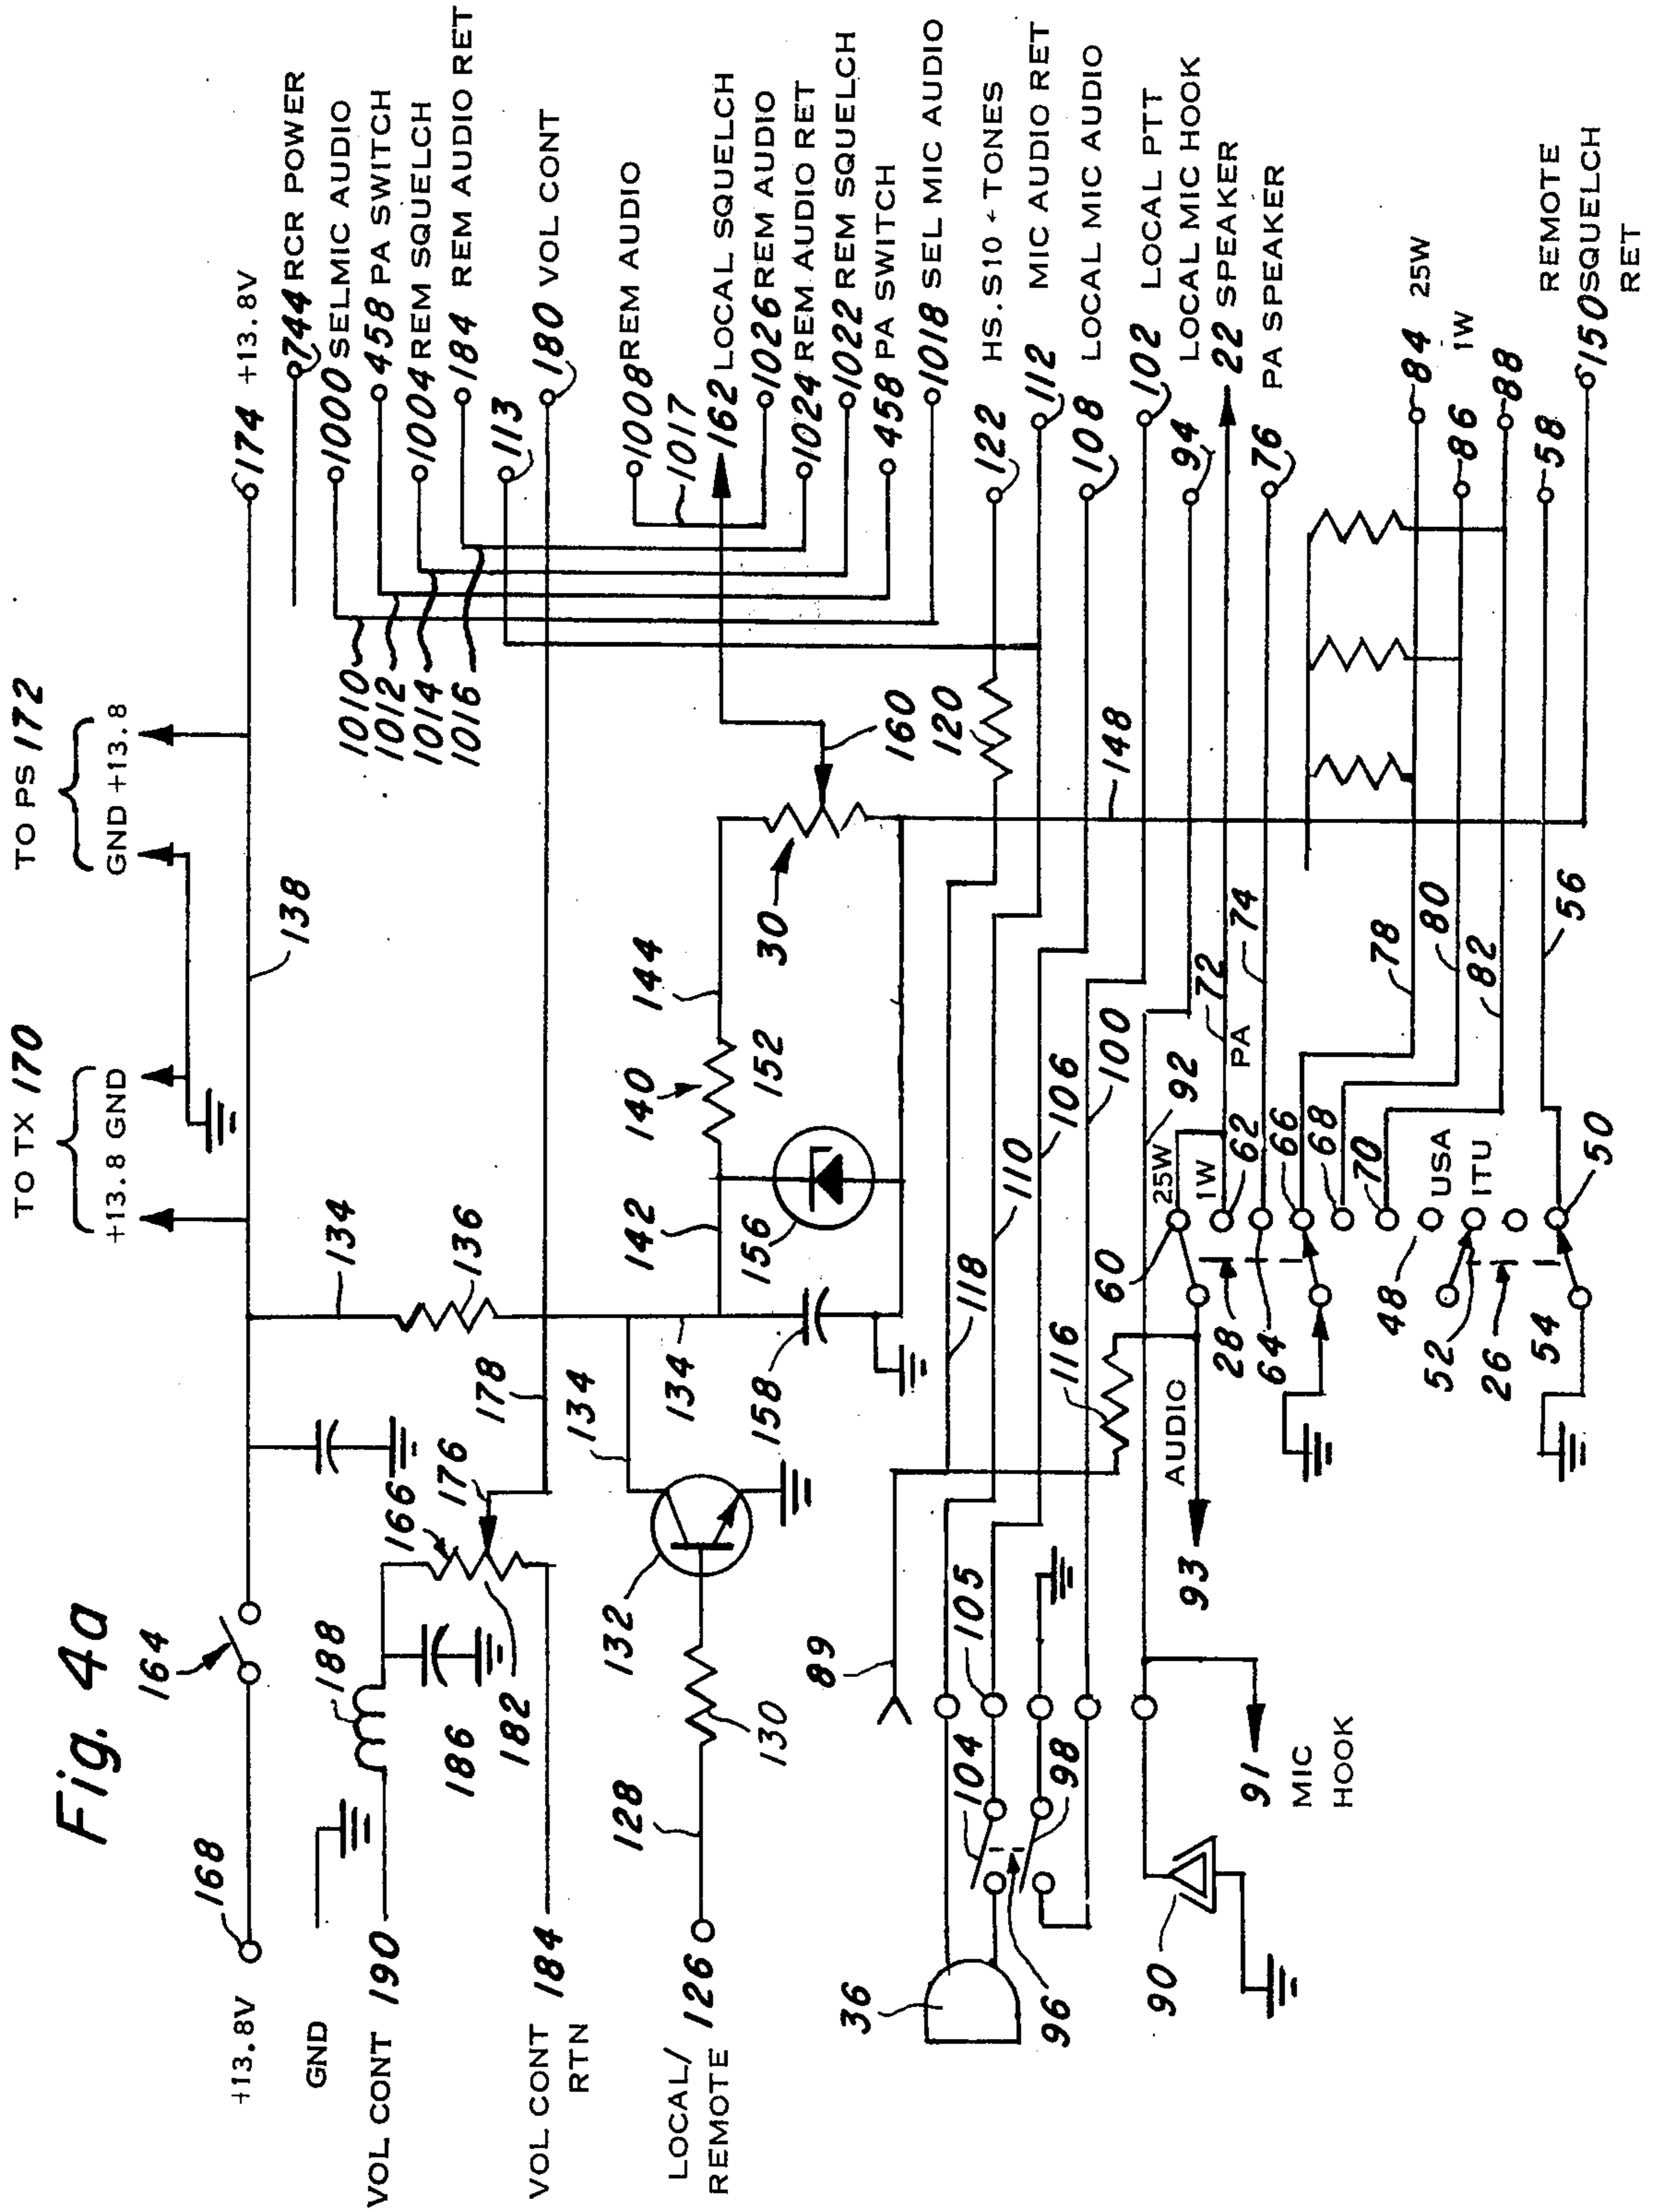 Fig. 4a
TO TX 170
+13.8 GND
TO PS 172
GND +13.8
+13.8V
168
164
138
174
+13.8V
744 RCR POWER
1000 SELMIC AUDIO
458 PA SWITCH
1004 REM SQUELCH
184 REM AUDIO RET
113
180 VOL CONT
1008 REM AUDIO
1017
162 LOCAL SQUELCH
1026 REM AUDIO
1024 REM AUDIO RET
1022 REM SQUELCH
458 PA SWITCH
1018 SEL MIC AUDIO
HS.S10 & TONES
122
MIC AUDIO RET
112
LOCAL MIC AUDIO
108
LOCAL PTT
102
LOCAL MIC HOOK
94
22 SPEAKER
PA SPEAKER
76
25W
84
1W
86
88
58
REMOTE
150 SQUELCH
RET
1010
1012
1014
1016
GND
VOL CONT 190
188
186
182
166
176
178
VOL CONT 184
RTN
134
136
LOCAL/
REMOTE 126
128
130
132
134
134
142
140
144
152
156
158
30
160
120
148
36
96
104
98
105
89
118
110
106
100
116
92
90
91
MIC
HOOK
AUDIO
93
60
25W
1W
72
PA
74
62
28
64
66
68
70
78
80
82
USA
ITU
48
52
26
54
50
56